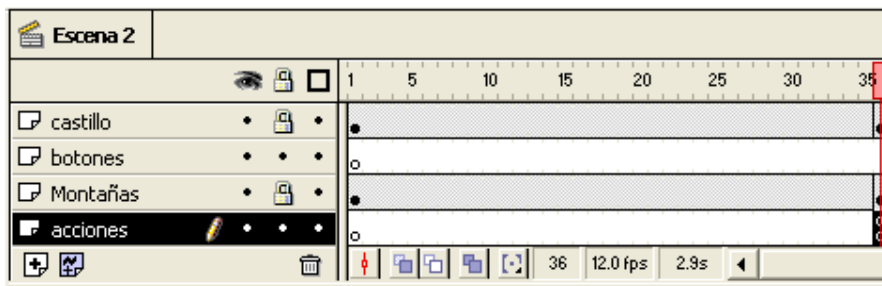 Escena 2
1 5 10 15 20 25 30 35
castillo
botones
Montañas
acciones
36 12.0 fps 2.9s